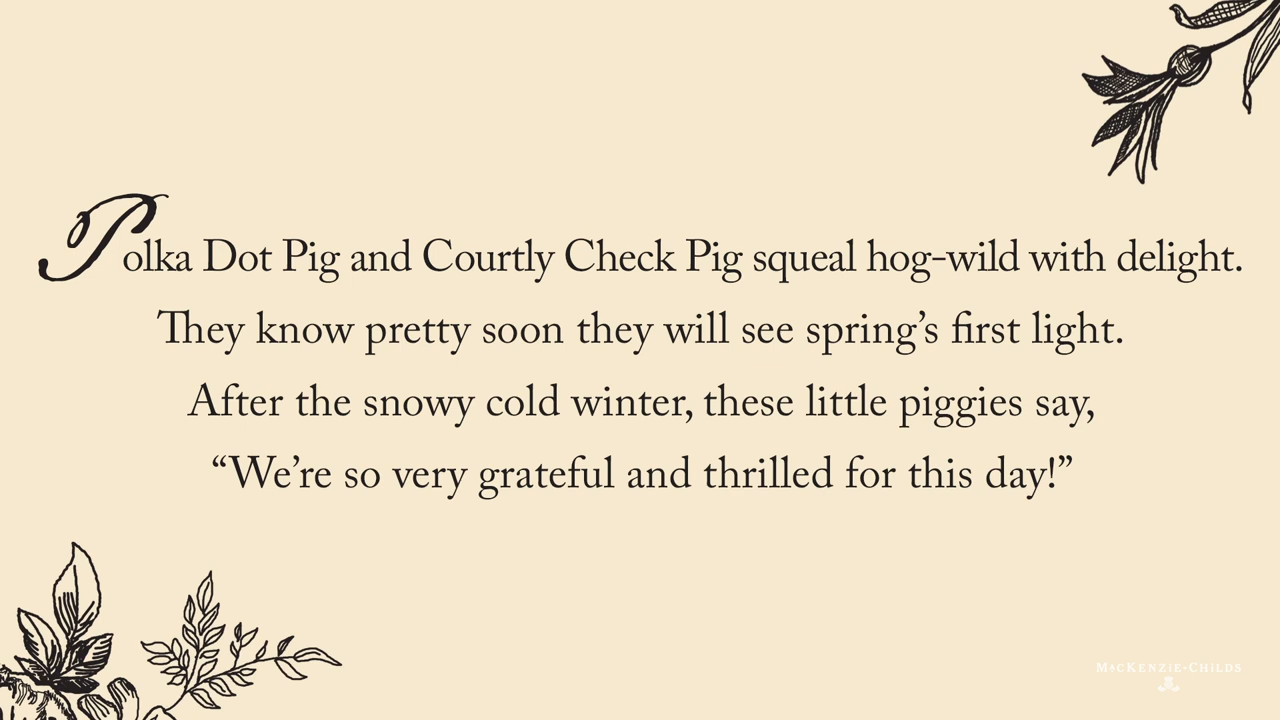 Polka Dot Pig and Courtly Check Pig squeal hog-wild with delight.
They know pretty soon they will see spring’s first light.
After the snowy cold winter, these little piggies say,
“We’re so very grateful and thrilled for this day!”
MacKenzie-Childs